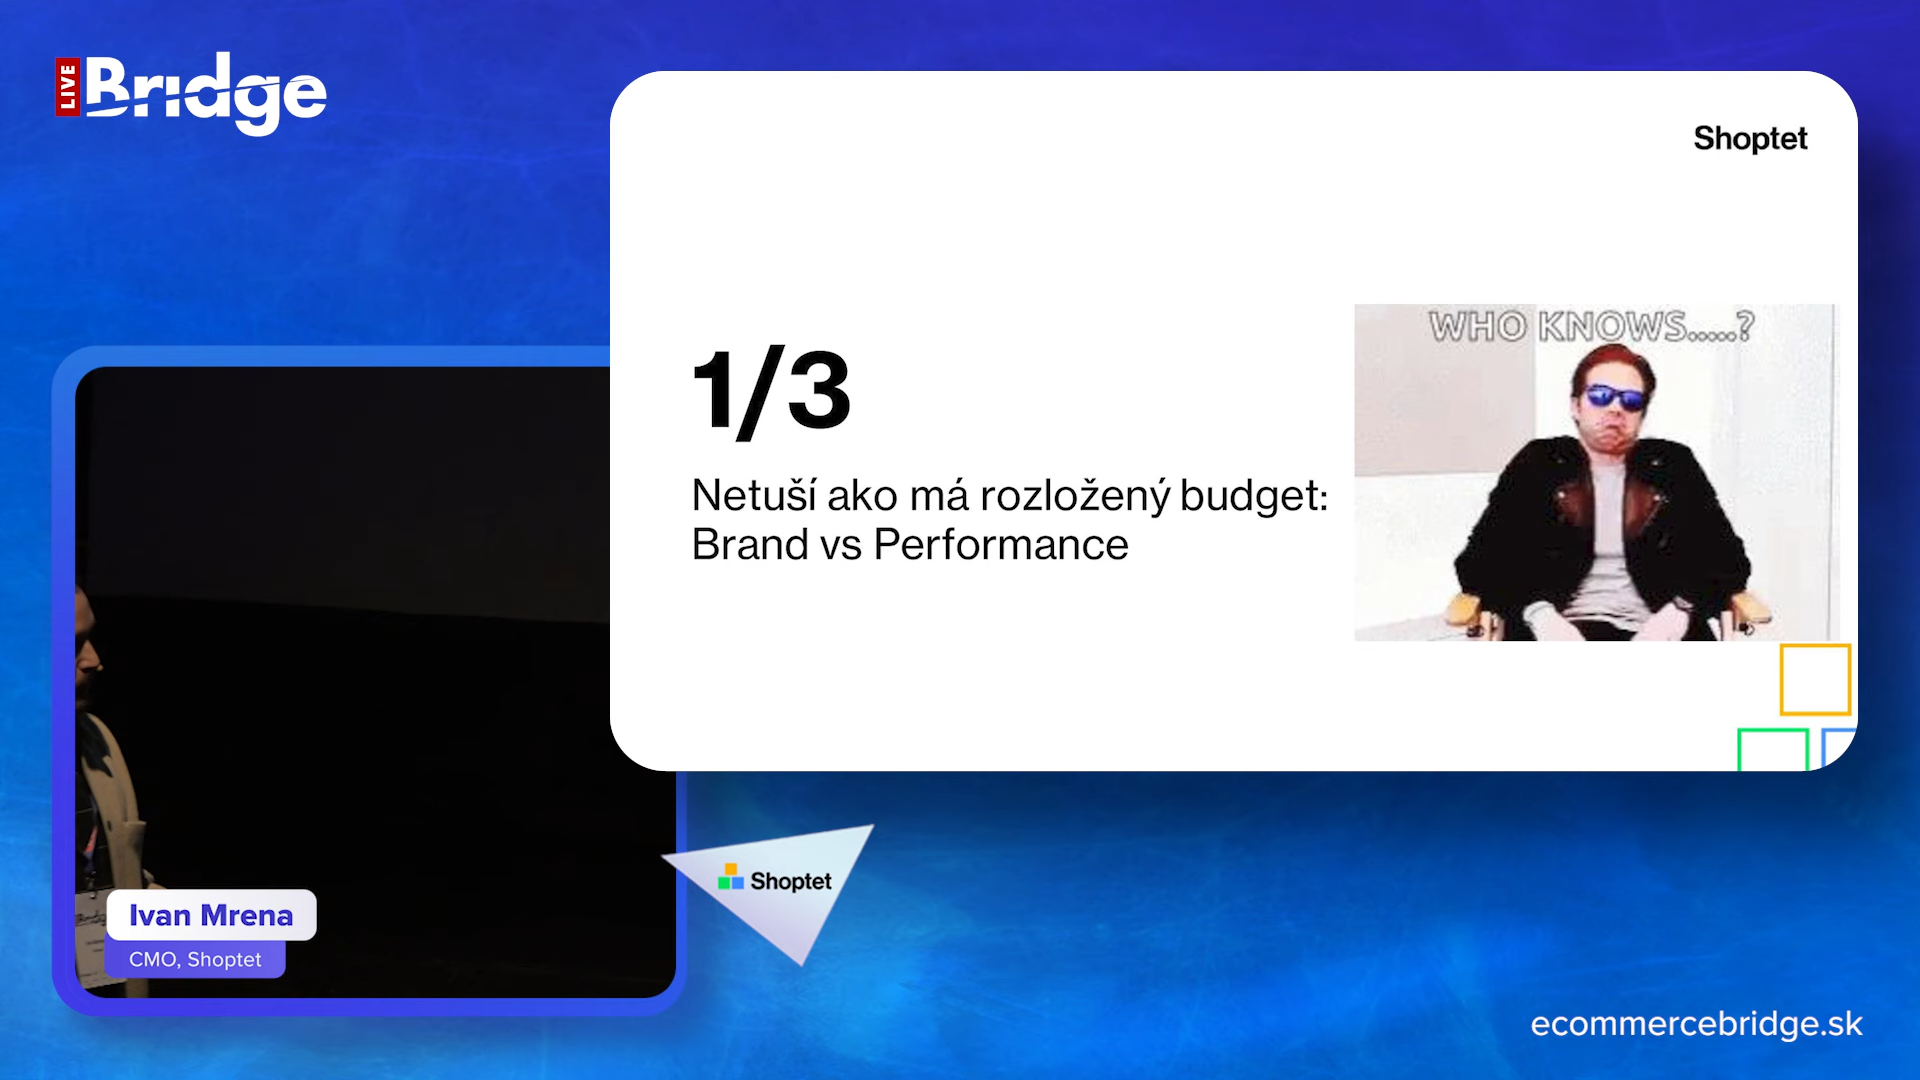 LIVE
Bridge
Shoptet
WHO KNOWS.....?
1/3
Netuší ako má rozložený budget:
Brand vs Performance
Shoptet
Ivan Mrena
CMO, Shoptet
ecommercebridge.sk